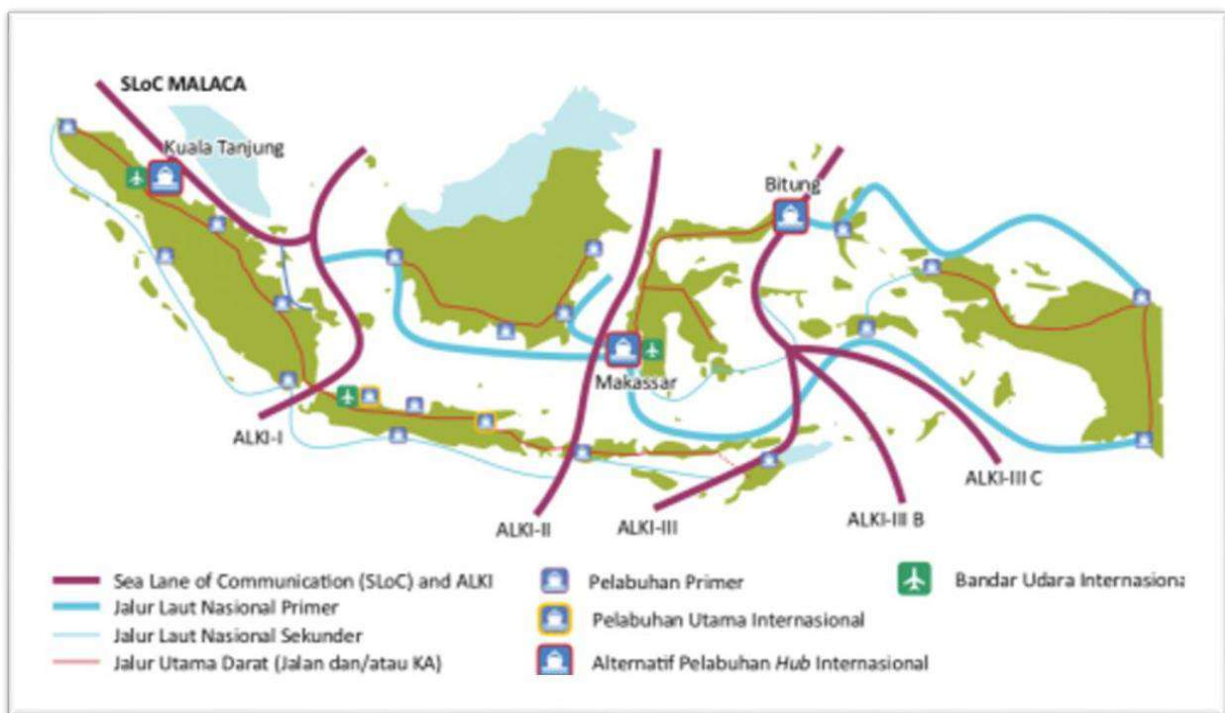 SLoC MALACA
Kuala Tanjung
Bitung
Makassar
ALKI-I
ALKI-II
ALKI-III
ALKI-III B
ALKI-III C
Sea Lane of Communication (SLoC) and ALKI
Jalur Laut Nasional Primer
Jalur Laut Nasional Sekunder
Jalur Utama Darat (Jalan dan/atau KA)
Pelabuhan Primer
Pelabuhan Utama Internasional
Alternatif Pelabuhan Hub Internasional
Bandar Udara Internasiona